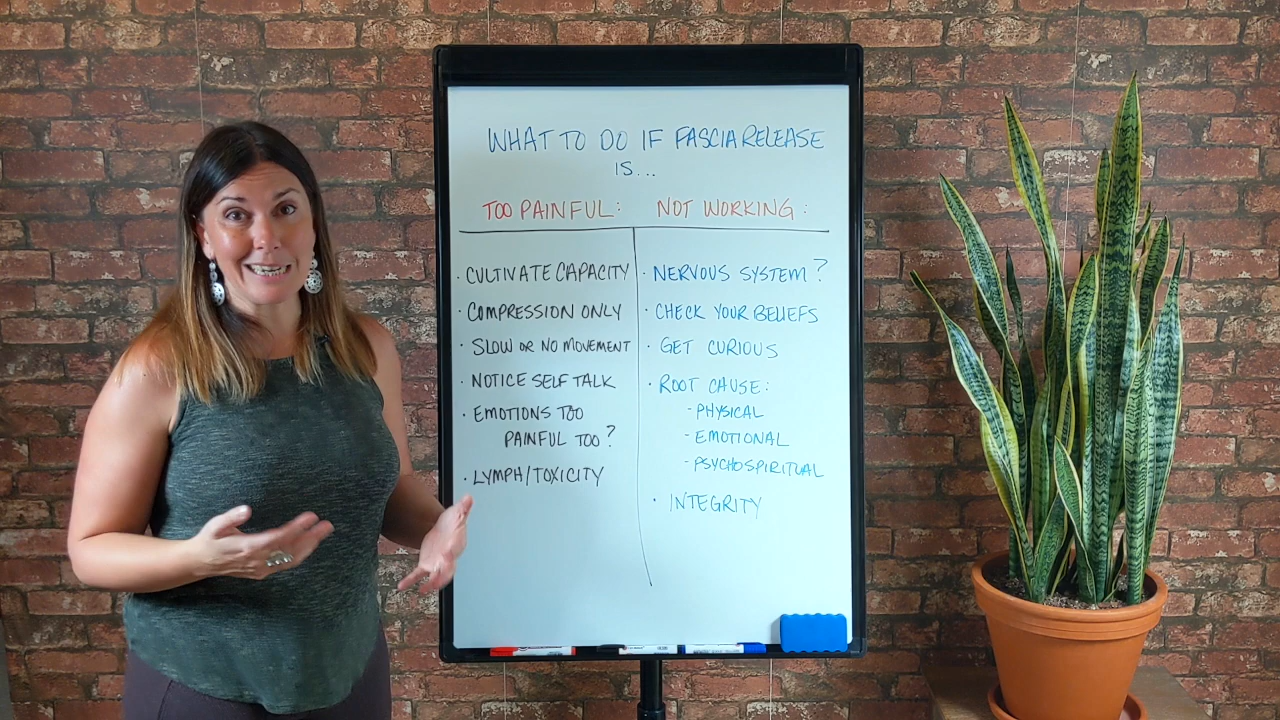 WHAT TO DO IF FASCIA RELEASE
IS...
TOO PAINFUL:
· CULTIVATE CAPACITY
· COMPRESSION ONLY
· SLOW OR NO MOVEMENT
· NOTICE SELF TALK
· EMOTIONS TOO
PAINFUL TOO?
· LYMPH/TOXICITY
NOT WORKING:
· NERVOUS SYSTEM?
· CHECK YOUR BELIEFS
· GET CURIOUS
· ROOT CAUSE:
- PHYSICAL
- EMOTIONAL
- PSYCHOSPIRITUAL
· INTEGRITY